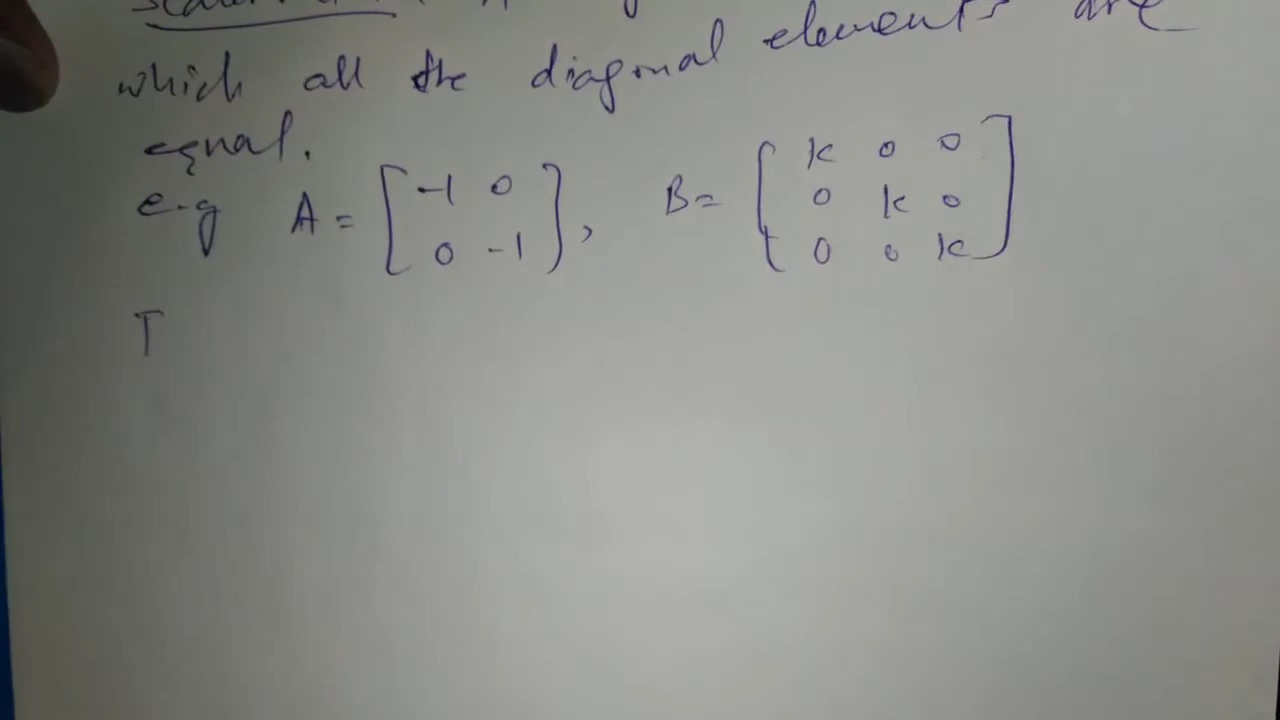 which all the diagonal elements are
equal.
e.g A = [ -1 0 ; 0 -1 ], B = [ k 0 0 ; 0 k 0 ; 0 0 k ]
I